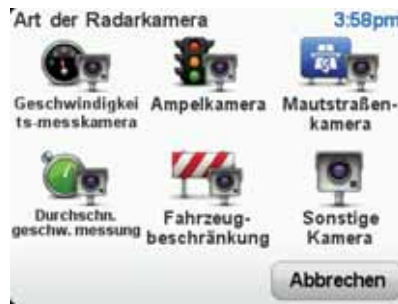 Art der Radarkamera 3:58pm
Geschwindigkei Ampelkamera Mautstraßen-
ts-messkamera kamera
Durchschn. Fahrzeug- Sonstige
geschw. messung beschränkung Kamera
Abbrechen